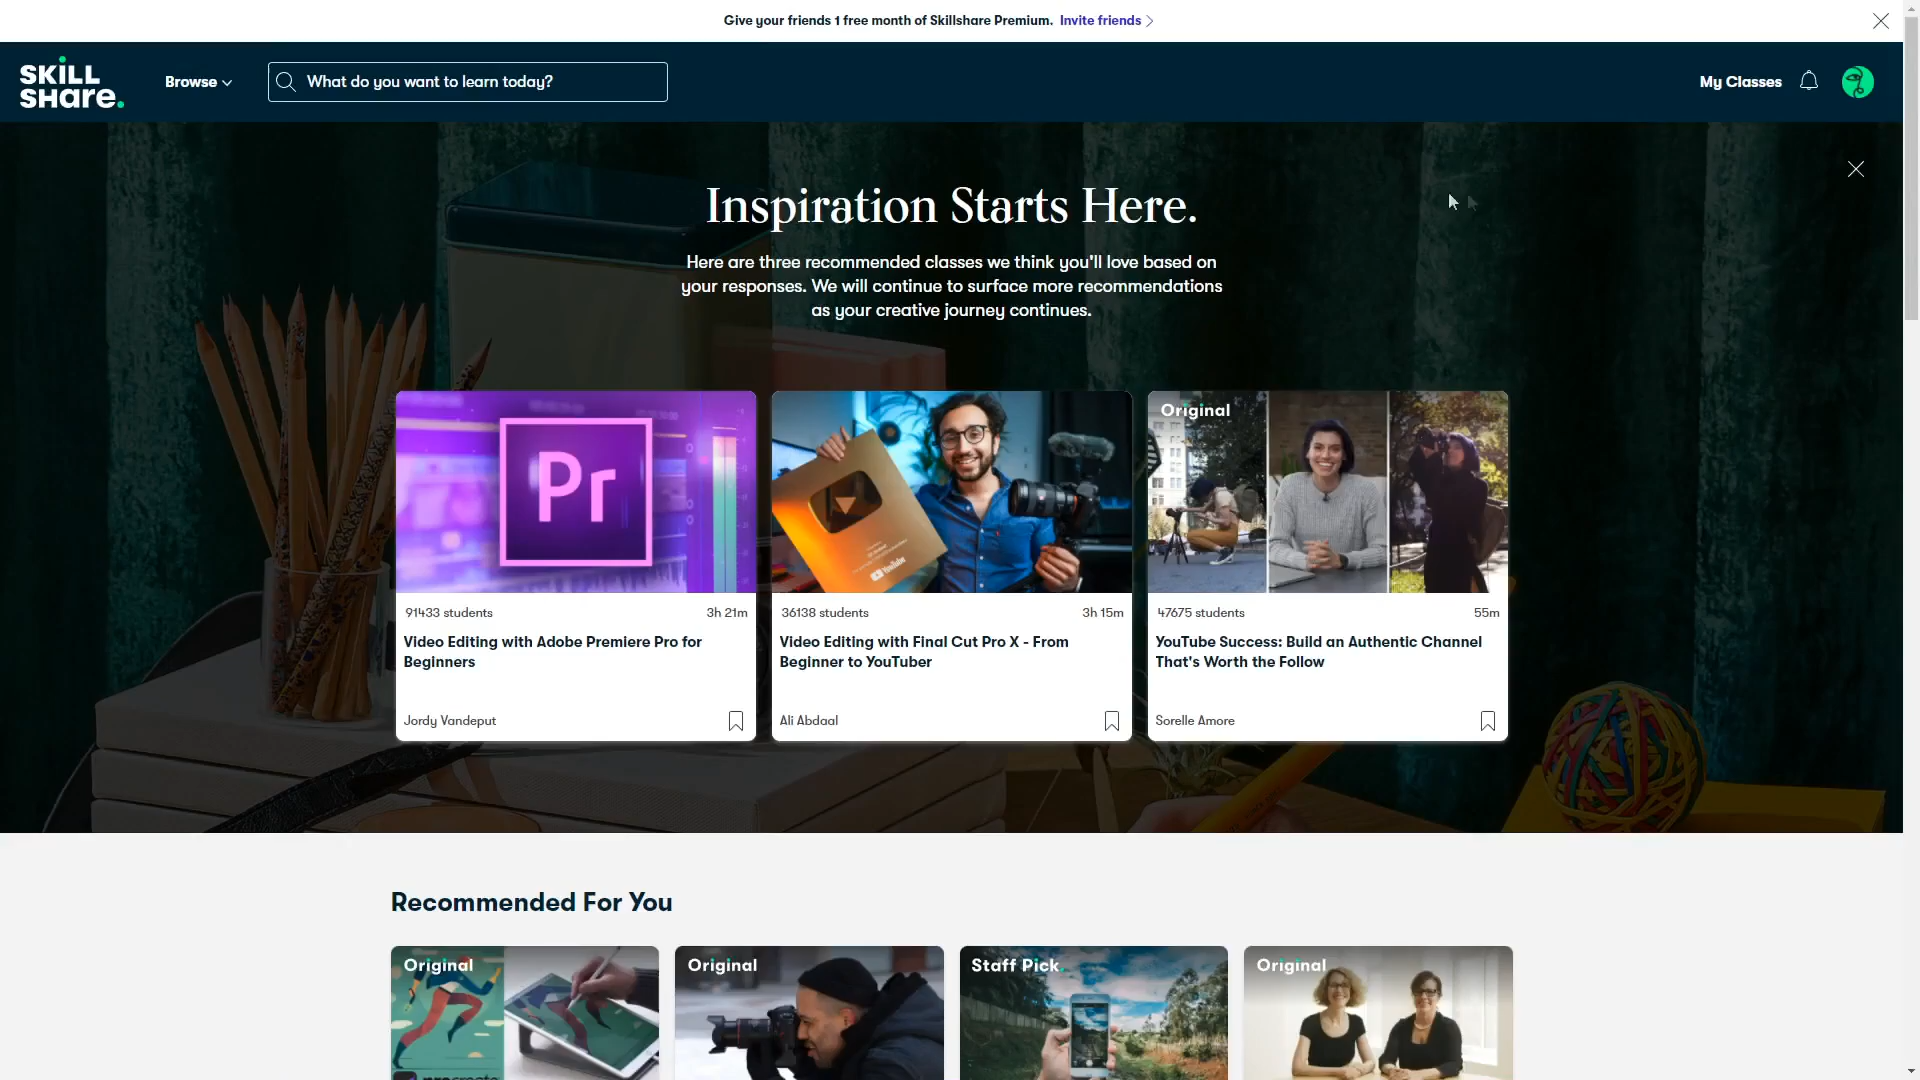 Give your friends 1 free month of Skillshare Premium. Invite friends
SKILL
SHare.
Browse
What do you want to learn today?
My Classes
Inspiration Starts Here.
Here are three recommended classes we think you'll love based on
your responses. We will continue to surface more recommendations
as your creative journey continues.
Pr
YouTube
Original
91433 students
3h 21m
Video Editing with Adobe Premiere Pro for
Beginners
Jordy Vandeput
36138 students
3h 15m
Video Editing with Final Cut Pro X - From
Beginner to YouTuber
Ali Abdaal
47675 students
55m
YouTube Success: Build an Authentic Channel
That's Worth the Follow
Sorelle Amore
Recommended For You
Original
procreate
Original
Staff Pick
Original